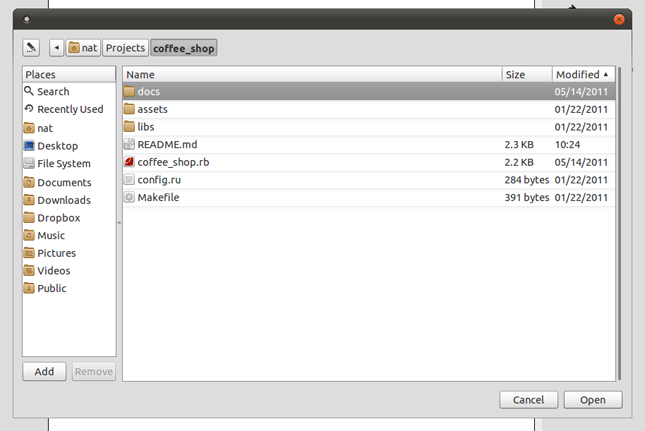 nat Projects coffee_shop
Places
Search
Recently Used
nat
Desktop
File System
Documents
Downloads
Dropbox
Music
Pictures
Videos
Public
Add Remove
Name Size Modified
docs 05/14/2011
assets 01/22/2011
libs 01/22/2011
README.md 2.3 KB 10:24
coffee_shop.rb 2.2 KB 05/14/2011
config.ru 284 bytes 01/22/2011
Makefile 391 bytes 01/22/2011
Cancel Open